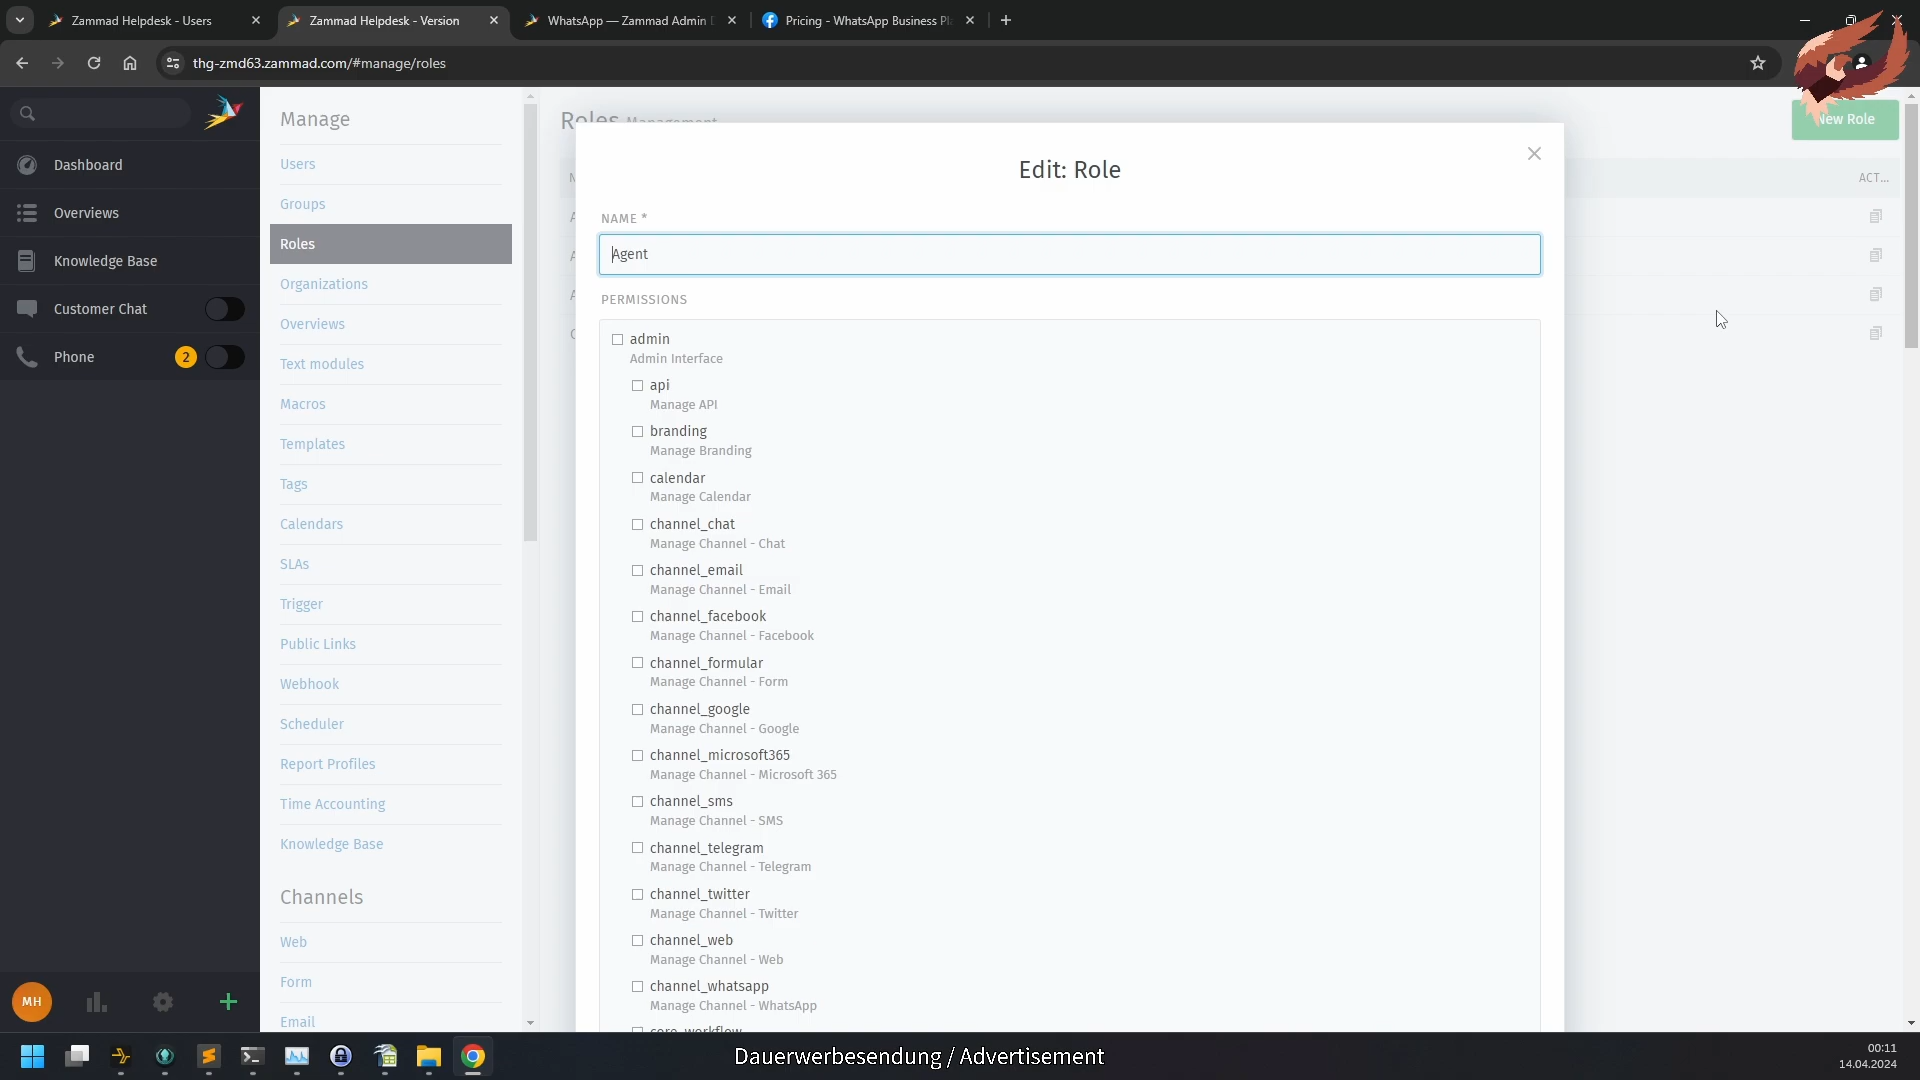 Zammad Helpdesk - Users
Zammad Helpdesk - Version
WhatsApp — Zammad Admin
Pricing - WhatsApp Business
thg-zmd63.zammad.com/#manage/roles
Dashboard
Overviews
Knowledge Base
Customer Chat
Phone
2
MH
Manage
Users
Groups
Roles
Organizations
Overviews
Text modules
Macros
Templates
Tags
Calendars
SLAs
Trigger
Public Links
Webhook
Scheduler
Report Profiles
Time Accounting
Knowledge Base
Channels
Web
Form
Email
Roles Management
New Role
ACT...
Edit: Role
NAME *
Agent
PERMISSIONS
admin
Admin Interface
api
Manage API
branding
Manage Branding
calendar
Manage Calendar
channel_chat
Manage Channel - Chat
channel_email
Manage Channel - Email
channel_facebook
Manage Channel - Facebook
channel_formular
Manage Channel - Form
channel_google
Manage Channel - Google
channel_microsoft365
Manage Channel - Microsoft 365
channel_sms
Manage Channel - SMS
channel_telegram
Manage Channel - Telegram
channel_twitter
Manage Channel - Twitter
channel_web
Manage Channel - Web
channel_whatsapp
Manage Channel - WhatsApp
core_workflow
Dauerwerbesendung / Advertisement
00:11
14.04.2024